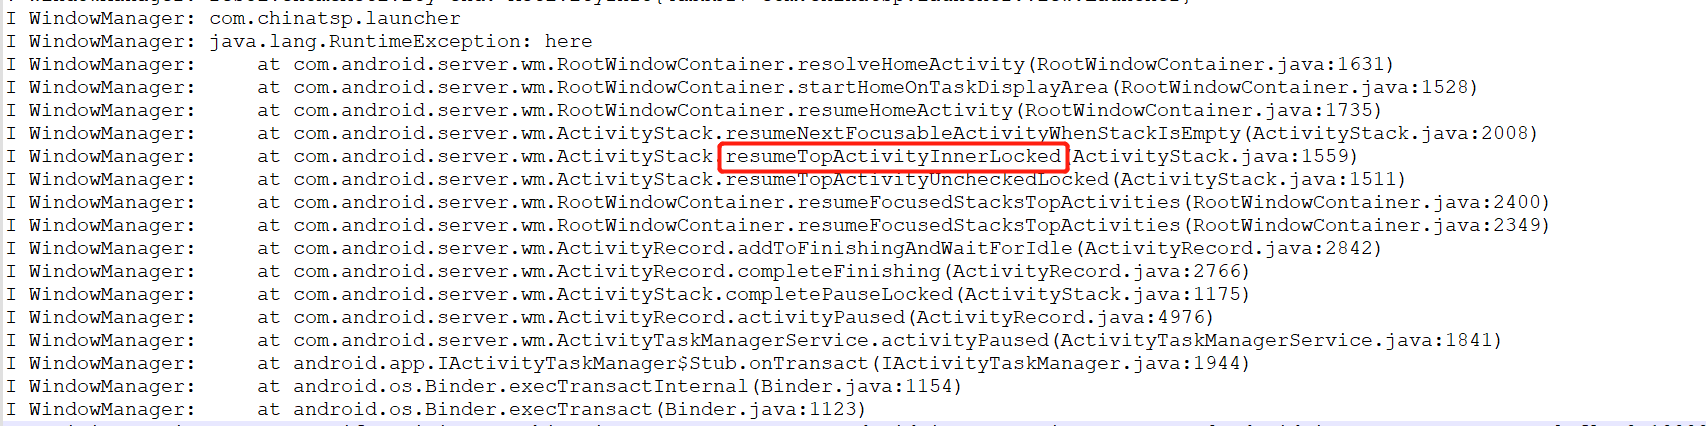 I WindowManager: com.chinatsp.launcher
I WindowManager: java.lang.RuntimeException: here
I WindowManager:     at com.android.server.wm.RootWindowContainer.resolveHomeActivity(RootWindowContainer.java:1631)
I WindowManager:     at com.android.server.wm.RootWindowContainer.startHomeOnTaskDisplayArea(RootWindowContainer.java:1528)
I WindowManager:     at com.android.server.wm.RootWindowContainer.resumeHomeActivity(RootWindowContainer.java:1735)
I WindowManager:     at com.android.server.wm.ActivityStack.resumeNextFocusableActivityWhenStackIsEmpty(ActivityStack.java:2008)
I WindowManager:     at com.android.server.wm.ActivityStack.resumeTopActivityInnerLocked(ActivityStack.java:1559)
I WindowManager:     at com.android.server.wm.ActivityStack.resumeTopActivityUncheckedLocked(ActivityStack.java:1511)
I WindowManager:     at com.android.server.wm.RootWindowContainer.resumeFocusedStacksTopActivities(RootWindowContainer.java:2400)
I WindowManager:     at com.android.server.wm.RootWindowContainer.resumeFocusedStacksTopActivities(RootWindowContainer.java:2349)
I WindowManager:     at com.android.server.wm.ActivityRecord.addToFinishingAndWaitForIdle(ActivityRecord.java:2842)
I WindowManager:     at com.android.server.wm.ActivityRecord.completeFinishing(ActivityRecord.java:2766)
I WindowManager:     at com.android.server.wm.ActivityStack.completePauseLocked(ActivityStack.java:1175)
I WindowManager:     at com.android.server.wm.ActivityRecord.activityPaused(ActivityRecord.java:4976)
I WindowManager:     at com.android.server.wm.ActivityTaskManagerService.activityPaused(ActivityTaskManagerService.java:1841)
I WindowManager:     at android.app.IActivityTaskManager$Stub.onTransact(IActivityTaskManager.java:1944)
I WindowManager:     at android.os.Binder.execTransactInternal(Binder.java:1154)
I WindowManager:     at android.os.Binder.execTransact(Binder.java:1123)